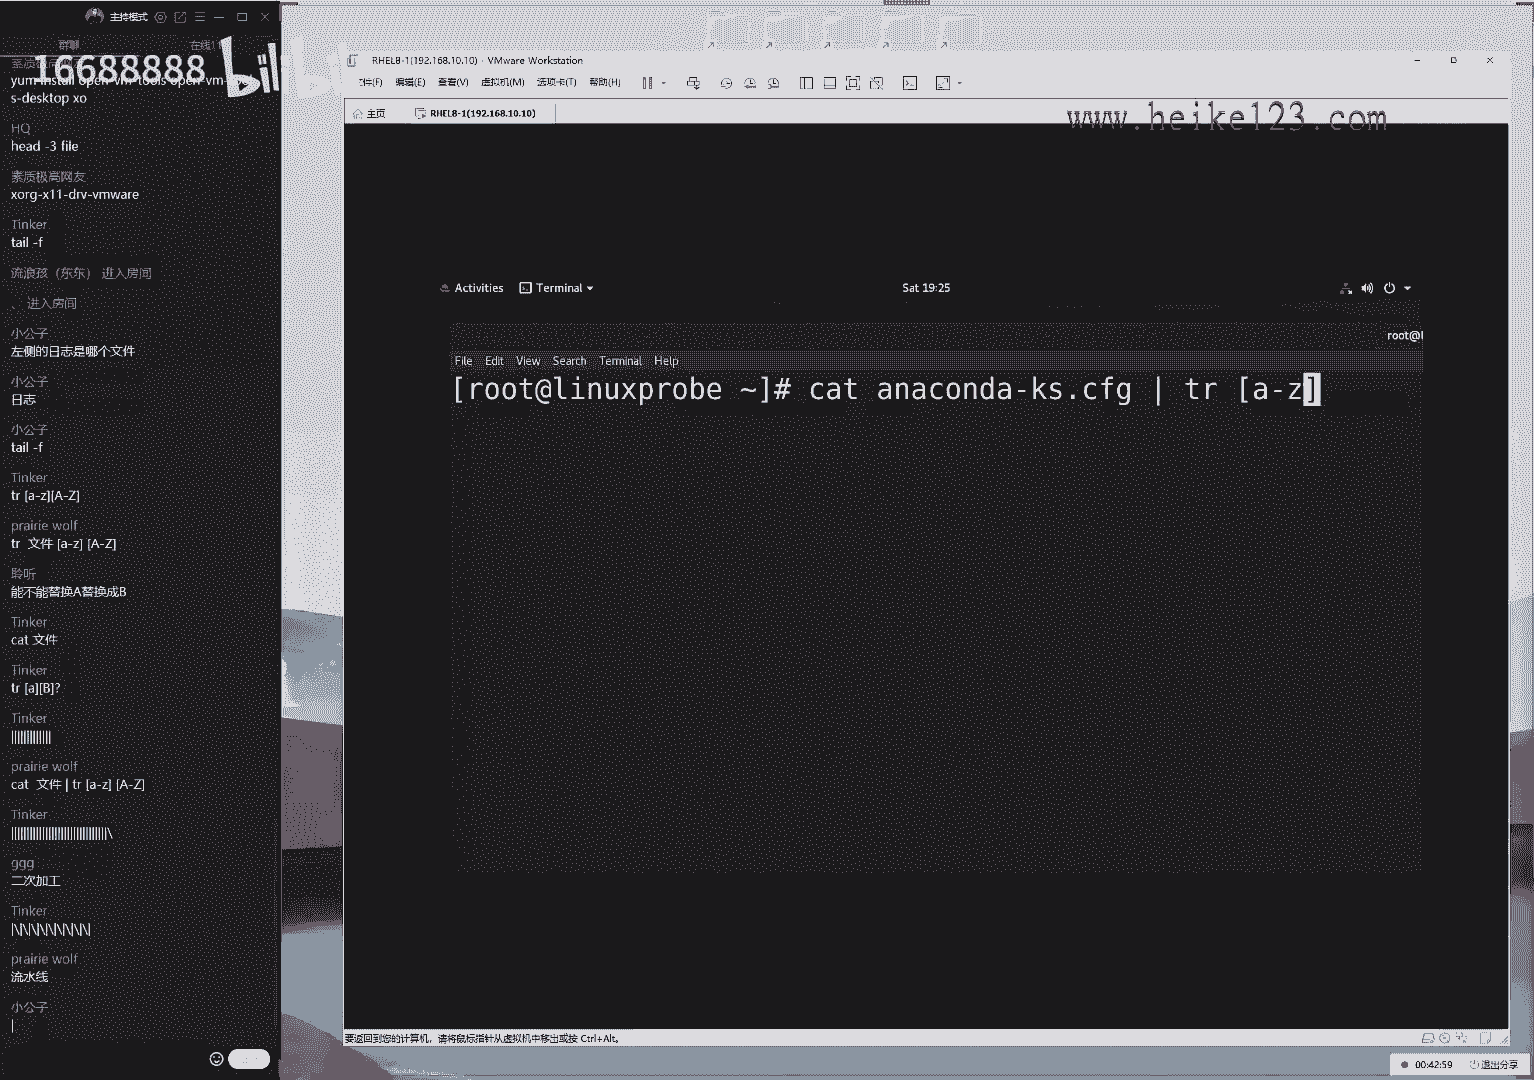 主持模式
群聊
16688888
yum install open-vm-tools open-vm-
s-desktop xo
HQ
head -3 file
素质极高网友
xorg-x11-drv-vmware
Tinker
tail -f
流浪孩（东东） 进入房间
、 进入房间
小公子
左侧的日志是哪个文件
小公子
日志
小公子
tail -f
Tinker
tr [a-z][A-Z]
prairie wolf
tr 文件 [a-z] [A-Z]
聆听
能不能替换A替换成B
Tinker
cat 文件
Tinker
tr [a][B]?
Tinker
prairie wolf
cat 文件 | tr [a-z] [A-Z]
Tinker
ggg
二次加工
Tinker
|\|\|\|\|\|\|\|\|\|
prairie wolf
流水线
小公子
|
RHEL8-1(192.168.10.10) - VMware Workstation
编辑(E) 查看(V) 虚拟机(M) 选项卡(T) 帮助(H)
主页 RHEL8-1(192.168.10.10)
www.heike123.com
Activities Terminal Sat 19:25
root@l
File Edit View Search Terminal Help
[root@linuxprobe ~]# cat anaconda-ks.cfg | tr [a-z]
要返回到您的计算机，请将鼠标指针从虚拟机中移出或按 Ctrl+Alt。
00:42:59 退出分享